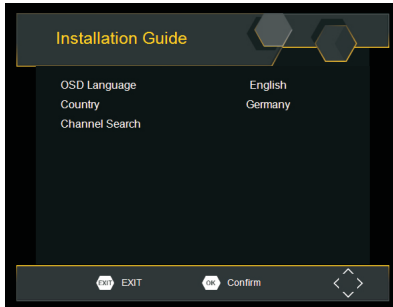 Installation Guide
OSD Language English
Country Germany
Channel Search
EXIT EXIT OK Confirm